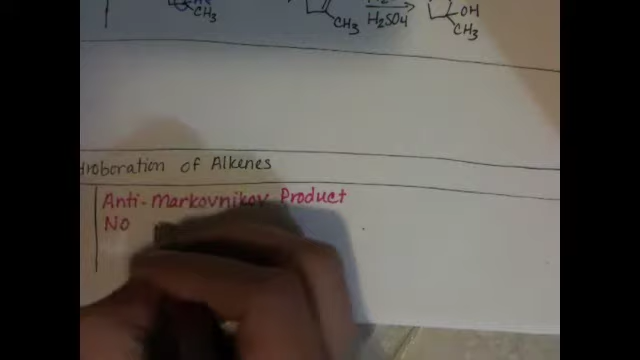 CH₃
CH₃
H₂SO₄
OH
CH₃
droboration of Alkenes
Anti-Markovnikov Product
No